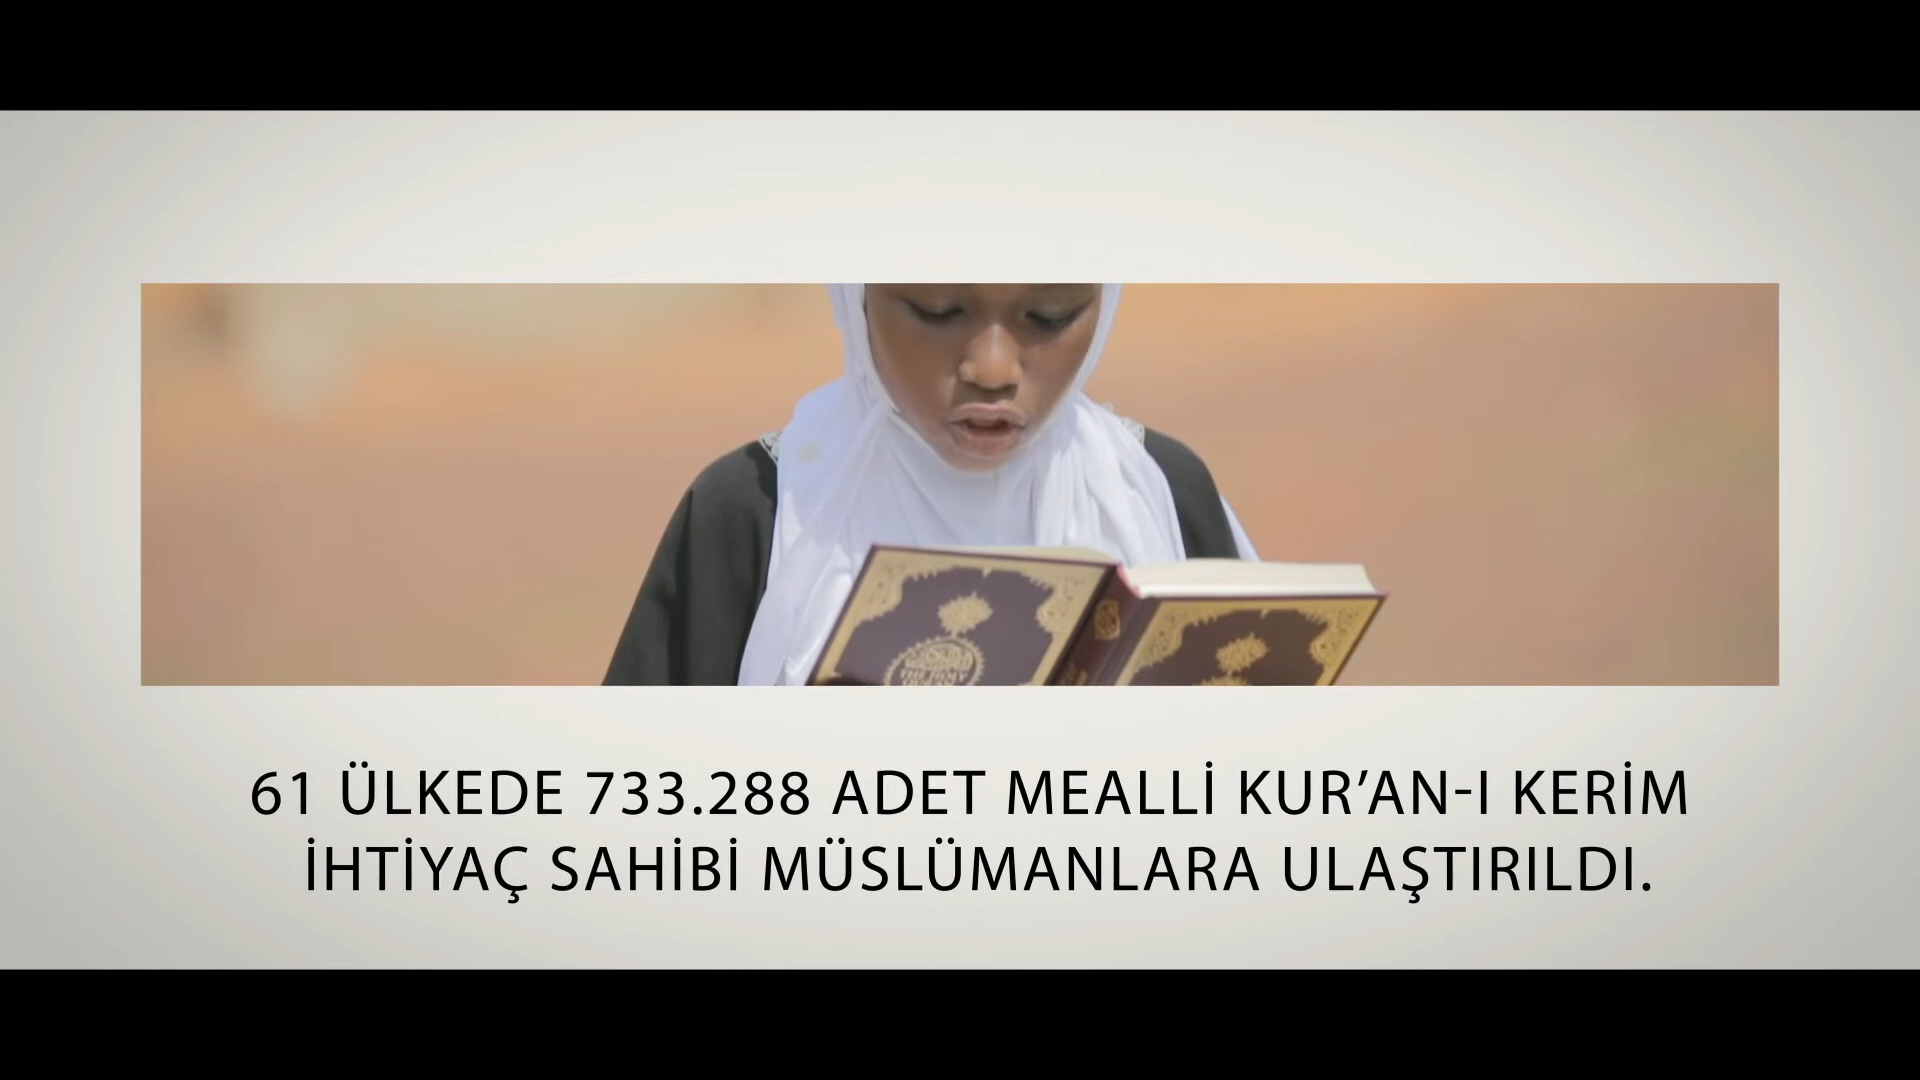 61 ÜLKEDE 733.288 ADET MEALLİ KUR’AN-I KERİM
İHTİYAÇ SAHİBİ MÜSLÜMANLARA ULAŞTIRILDI.